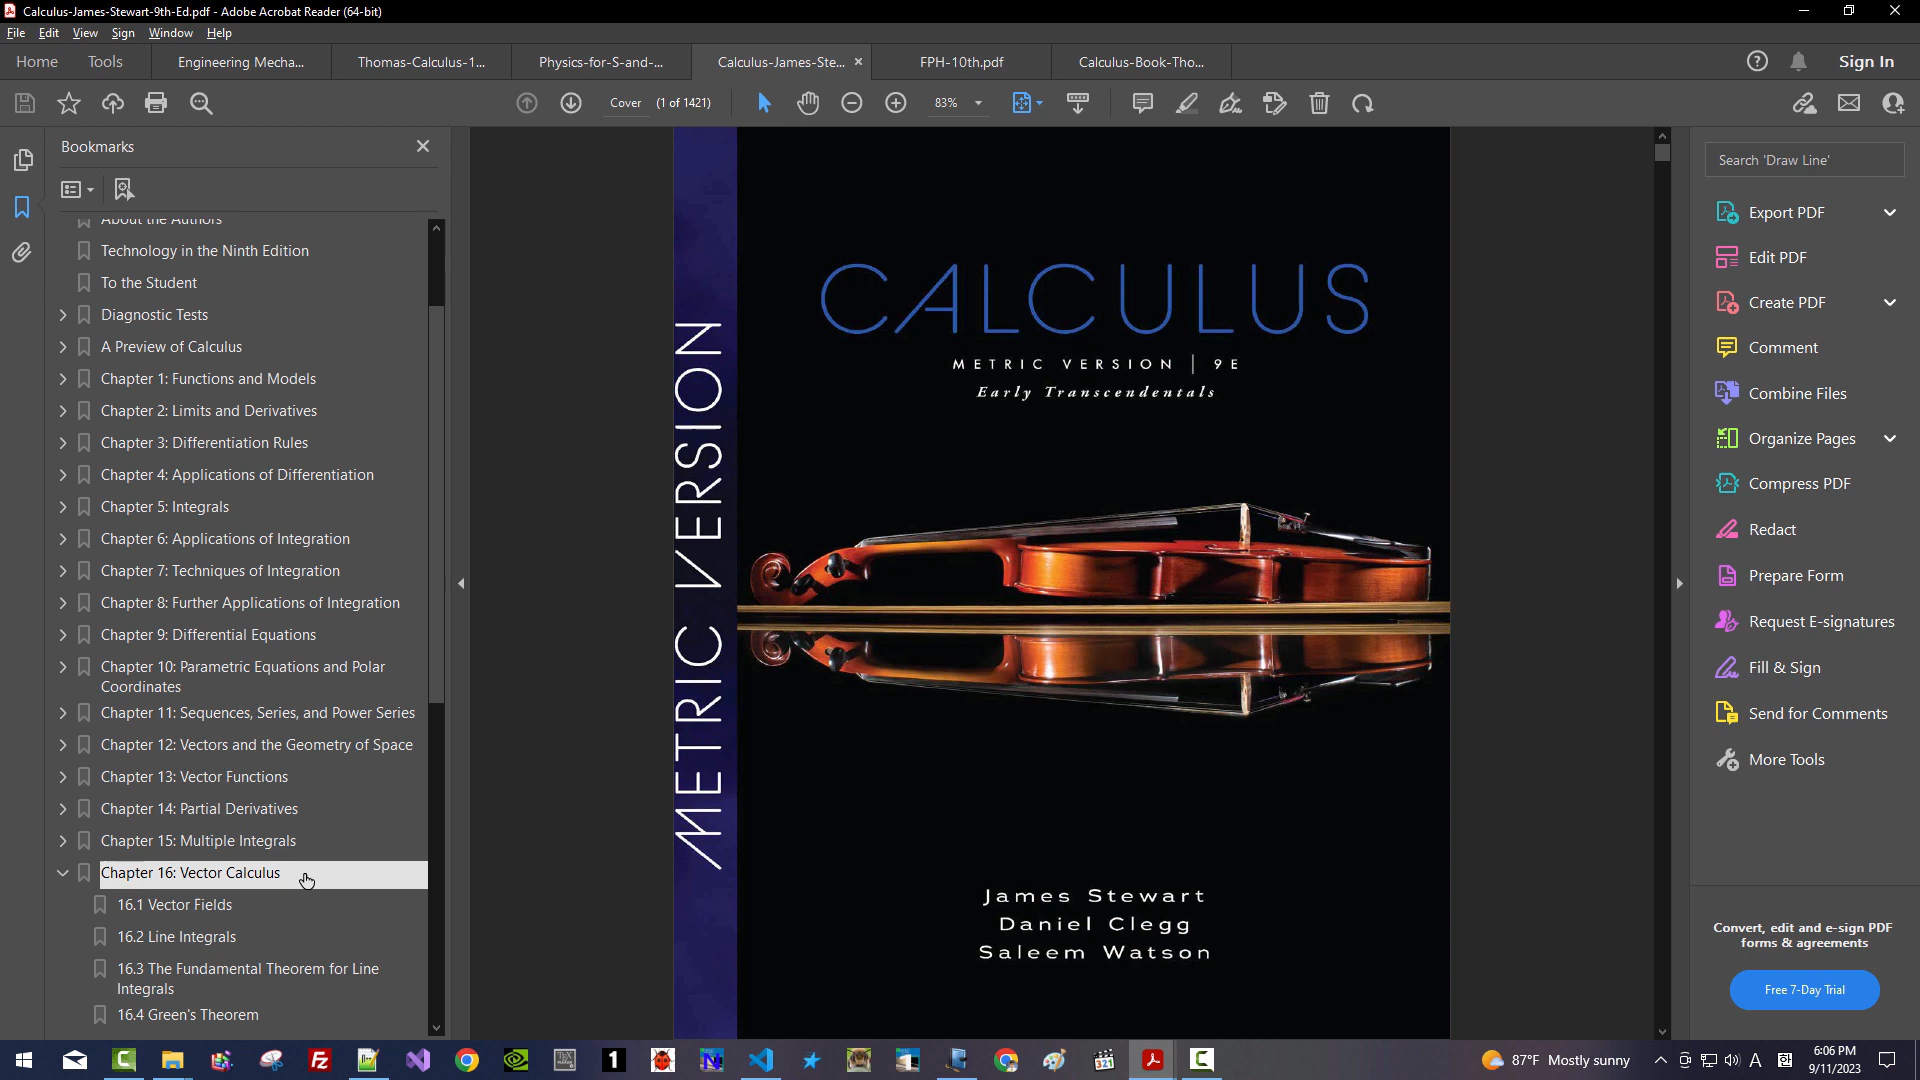 Calculus-James-Stewart-9th-Ed.pdf - Adobe Acrobat Reader (64-bit)
File Edit View Sign Window Help
Home Tools Engineering Mecha... Thomas-Calculus-1... Physics-for-S-and-... Calculus-James-Ste... FPH-10th.pdf Calculus-Book-Tho... Sign In
Cover (1 of 1421) 83%
Bookmarks
About the Authors
Technology in the Ninth Edition
To the Student
Diagnostic Tests
A Preview of Calculus
Chapter 1: Functions and Models
Chapter 2: Limits and Derivatives
Chapter 3: Differentiation Rules
Chapter 4: Applications of Differentiation
Chapter 5: Integrals
Chapter 6: Applications of Integration
Chapter 7: Techniques of Integration
Chapter 8: Further Applications of Integration
Chapter 9: Differential Equations
Chapter 10: Parametric Equations and Polar
Coordinates
Chapter 11: Sequences, Series, and Power Series
Chapter 12: Vectors and the Geometry of Space
Chapter 13: Vector Functions
Chapter 14: Partial Derivatives
Chapter 15: Multiple Integrals
Chapter 16: Vector Calculus
16.1 Vector Fields
16.2 Line Integrals
16.3 The Fundamental Theorem for Line
Integrals
16.4 Green's Theorem
METRIC VERSION
CALCULUS
METRIC VERSION | 9E
Early Transcendentals
James Stewart
Daniel Clegg
Saleem Watson
Search 'Draw Line'
Export PDF
Edit PDF
Create PDF
Comment
Combine Files
Organize Pages
Compress PDF
Redact
Prepare Form
Request E-signatures
Fill & Sign
Send for Comments
More Tools
Convert, edit and e-sign PDF
forms & agreements
Free 7-Day Trial
87°F Mostly sunny
A
6:06 PM
9/11/2023